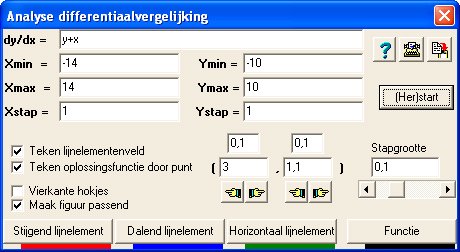 Analyse differentiaalvergelijking
dy/dx = y+x
Xmin = -14 Ymin = -10
Xmax = 14 Ymax = 10
Xstap = 1 Ystap = 1
(Her)start
0,1 0,1 Stapgrootte
Teken lijnelementenveld
Teken oplossingsfunctie door punt ( 3 , 1,1 ) 0,1
Vierkante hokjes
Maak figuur passend
Stijgend lijnelement Dalend lijnelement Horizontaal lijnelement Functie